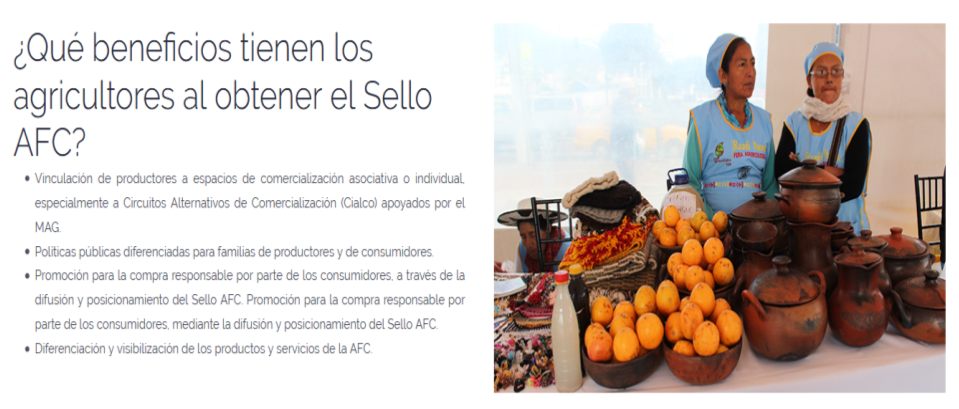 ¿Qué beneficios tienen los
agricultores al obtener el Sello
AFC?
• Vinculación de productores a espacios de comercialización asociativa o individual,
especialmente a Circuitos Alternativos de Comercialización (Cialco) apoyados por el
MAG.
• Políticas públicas diferenciadas para familias de productores y de consumidores.
• Promoción para la compra responsable por parte de los consumidores, a través de la
difusión y posicionamiento del Sello AFC. Promoción para la compra responsable por
parte de los consumidores, mediante la difusión y posicionamiento del Sello AFC.
• Diferenciación y visibilización de los productos y servicios de la AFC.